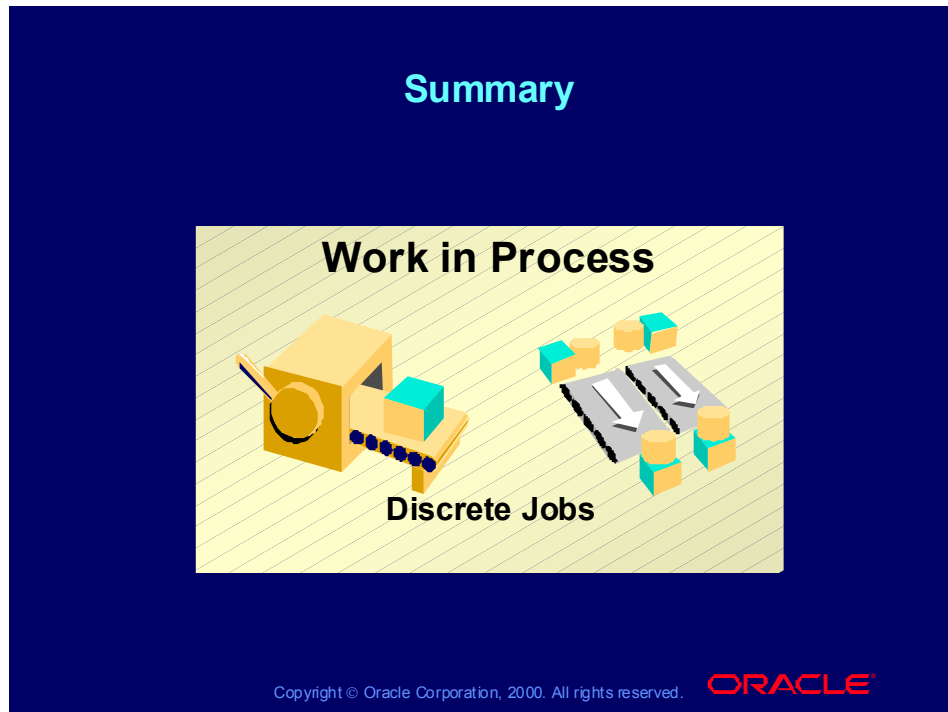 Summary
Work in Process
Discrete Jobs
Copyright © Oracle Corporation, 2000. All rights reserved.
ORACLE®